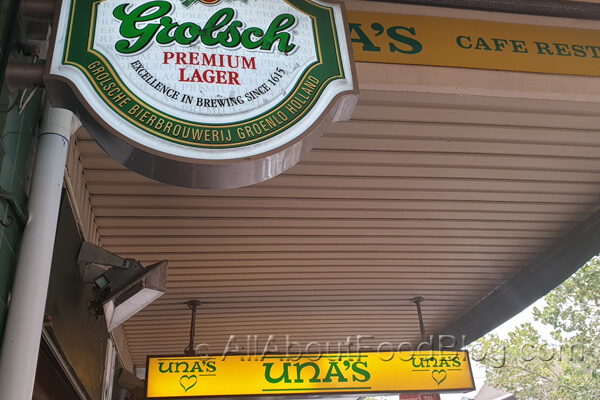 Grolsch
PREMIUM
LAGER
EXCELLENCE IN BREWING SINCE 1615
GROLSCHE BIERBROUWERIJ GROENLO HOLLAND
A'S CAFE REST
© AllAboutFoodBlog.com
UNA'S UNA'S UNA'S